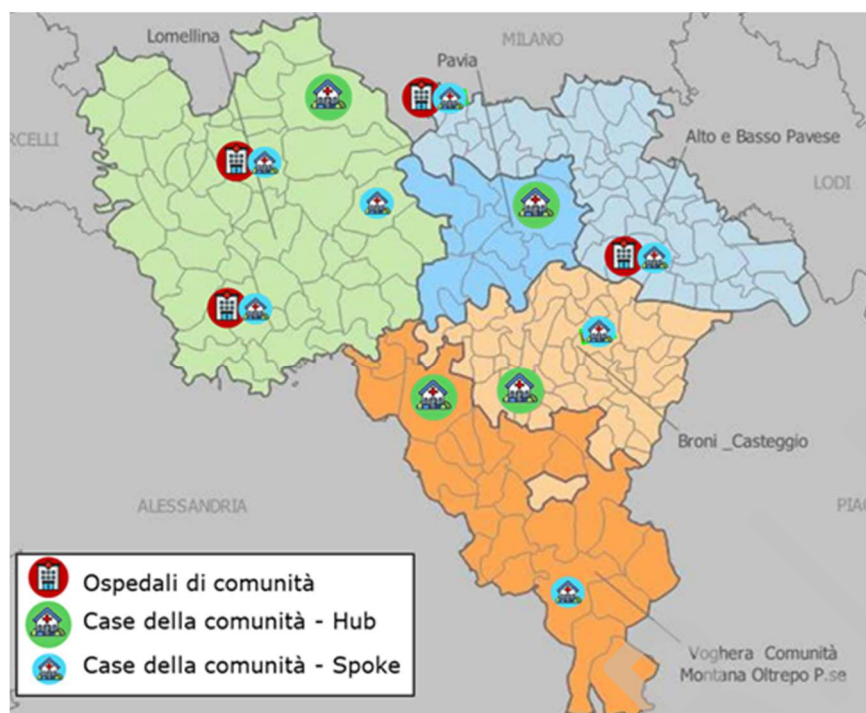 Lomellina
MILANO
Pavia
RCELLI
Alto e Basso Pavese
LODI
Broni _Casteggio
ALESSANDRIA
PIAC
Ospedali di comunità
Case della comunità - Hub
Case della comunità - Spoke
Voghera Comunità
Montana Oltrepo P.se